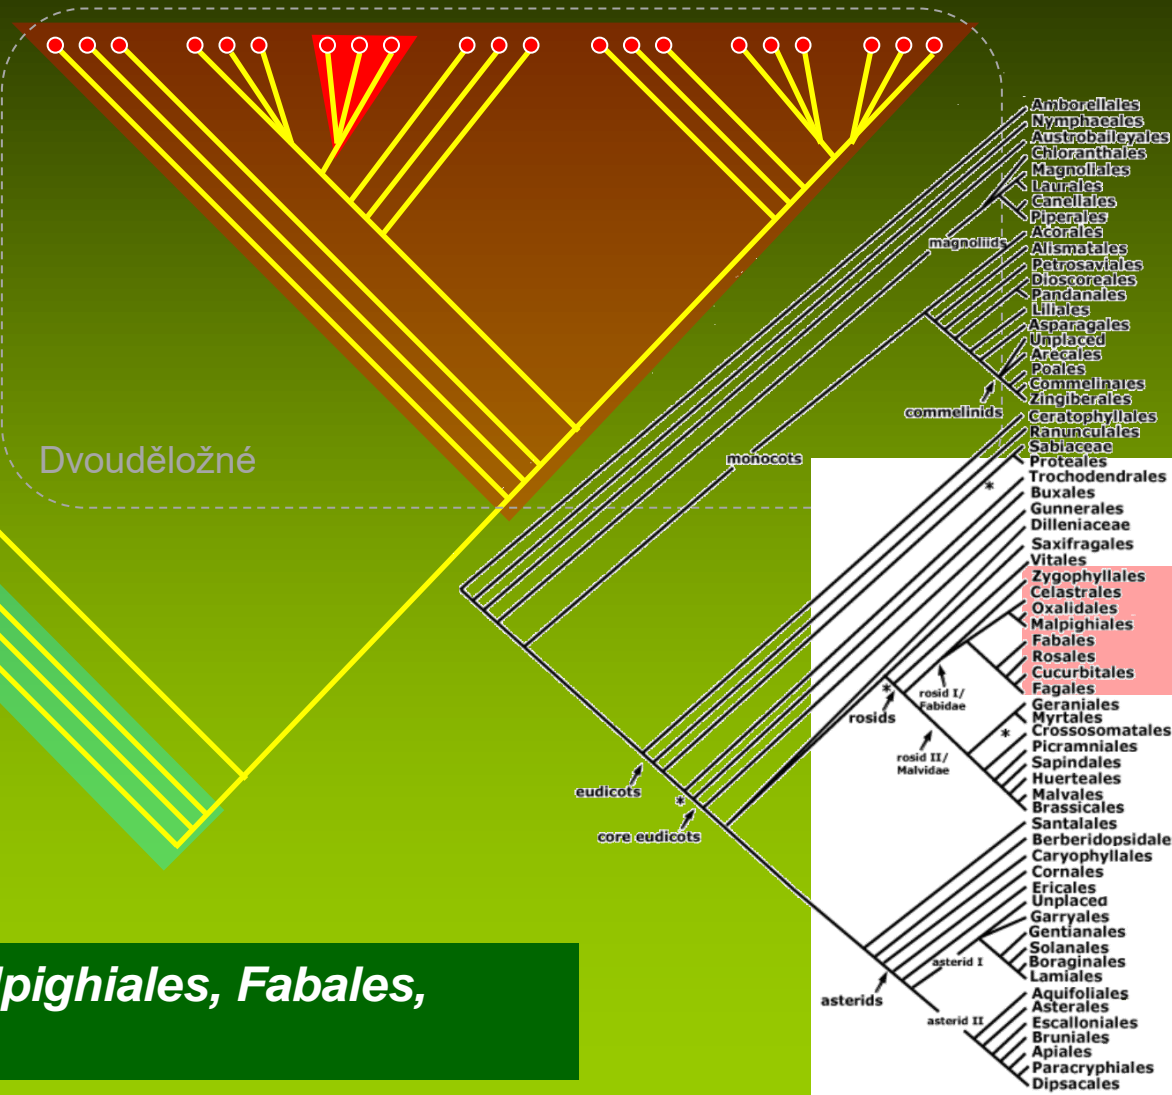 Amborellales
Nymphaeales
Austrobaileyales
Chloranthales
Magnoliales
Laurales
Canellales
Piperales
Acorales
magnoliids
Alismatales
Petrosaviales
Dioscoreales
Pandanales
Liliales
Asparagales
Unplaced
Arecales
Poales
Commelinales
Zingiberales
commelinids
Ceratophyllales
Ranunculales
Sabiaceae
monocots
Dvouděložné
Proteales
Trochodendrales
*
Buxales
Gunnerales
Dilleniaceae
Saxifragales
Vitales
Zygophyllales
Celastrales
Oxalidales
Malpighiales
Fabales
Rosales
Cucurbitales
Fagales
*
rosid I/
Fabidae
Geraniales
rosids
Myrtales
Crossosomatales
*
Picramniales
rosid II/
Malvidae
Sapindales
Huerteales
eudicots
Malvales
*
Brassicales
Santalales
core eudicots
Berberidopsidale
Caryophyllales
Cornales
Ericales
Unplaced
Garryales
Gentianales
Solanales
asterid I
Boraginales
Lamiales
lpighiales, Fabales,
Aquifoliales
asterids
Asterales
asterid II
Escalloniales
Bruniales
Apiales
Paracryphiales
Dipsacales